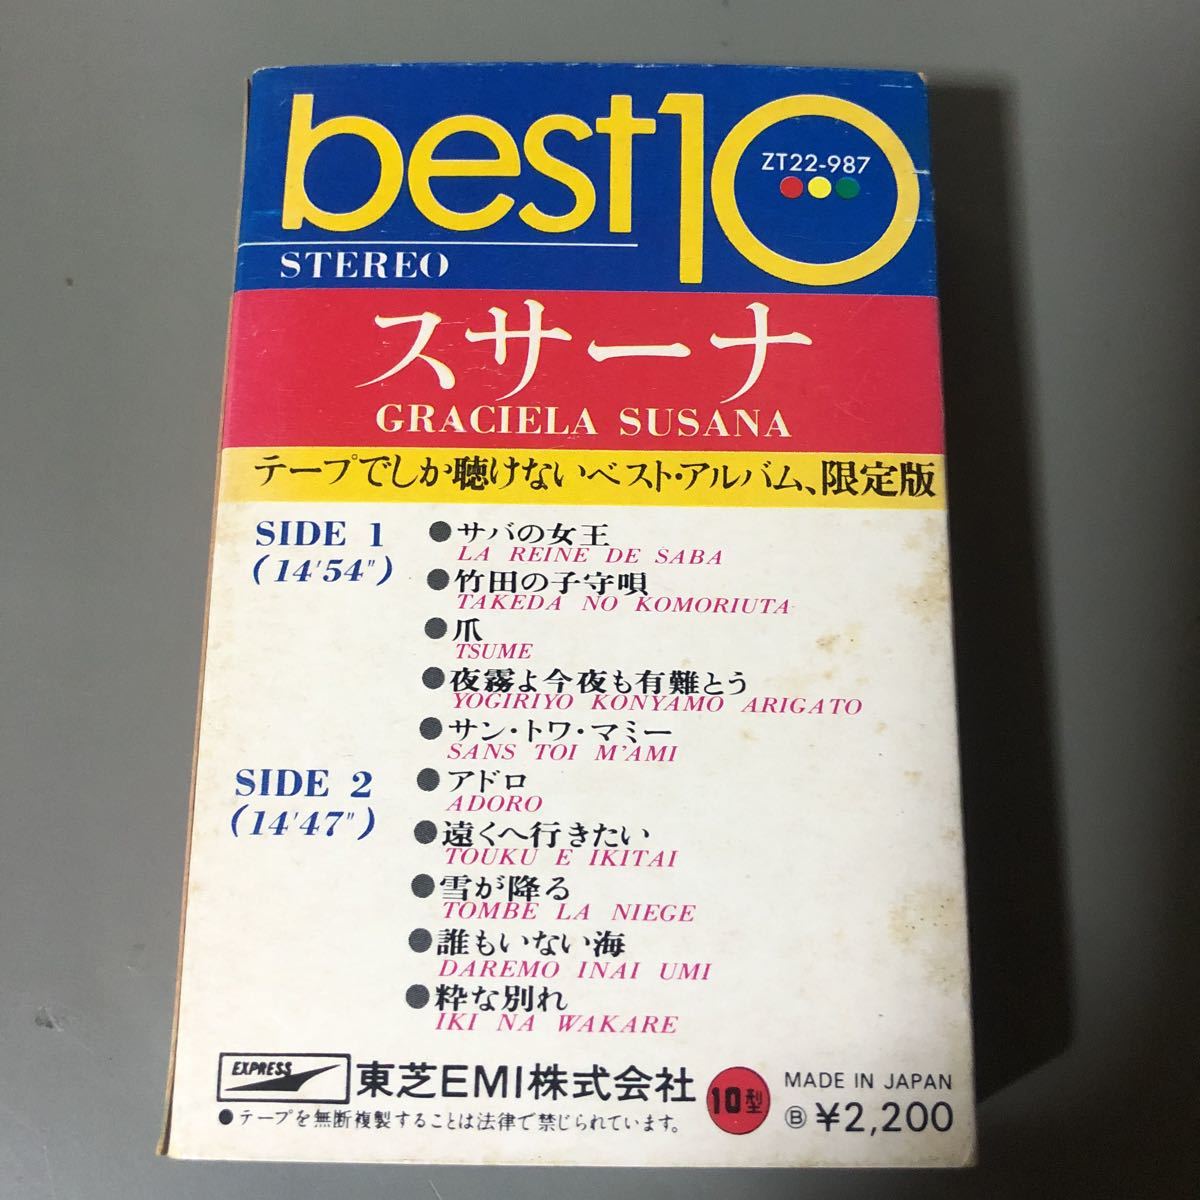 best10
ZT22-987
STEREO
スサーナ
GRACIELA SUSANA
テープでしか聴けないベスト・アルバム、限定版
SIDE 1
(14'54")
●サバの女王
LA REINE DE SABA
●竹田の子守唄
TAKEDA NO KOMORIUTA
●爪
TSUME
●夜霧よ今夜も有難とう
YOGIRIYO KONYAMO ARIGATO
●サン・トワ・マミー
SANS TOI M'AMI
SIDE 2
(14'47")
●アドロ
ADORO
●遠くへ行きたい
TOUKU E IKITAI
●雪が降る
TOMBE LA NIEGE
●誰もいない海
DAREMO INAI UMI
●粋な別れ
IKI NA WAKARE
EXPRESS
東芝EMI株式会社
●テープを無断複製することは法律で禁じられています。
10型
MADE IN JAPAN
Ⓑ ¥2,200